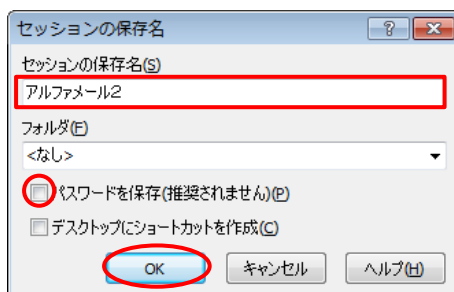 セッションの保存名
セッションの保存名(S)
アルファメール2
フォルダ(F)
<なし>
パスワードを保存(推奨されません)(P)
デスクトップにショートカットを作成(C)
OK キャンセル ヘルプ(H)